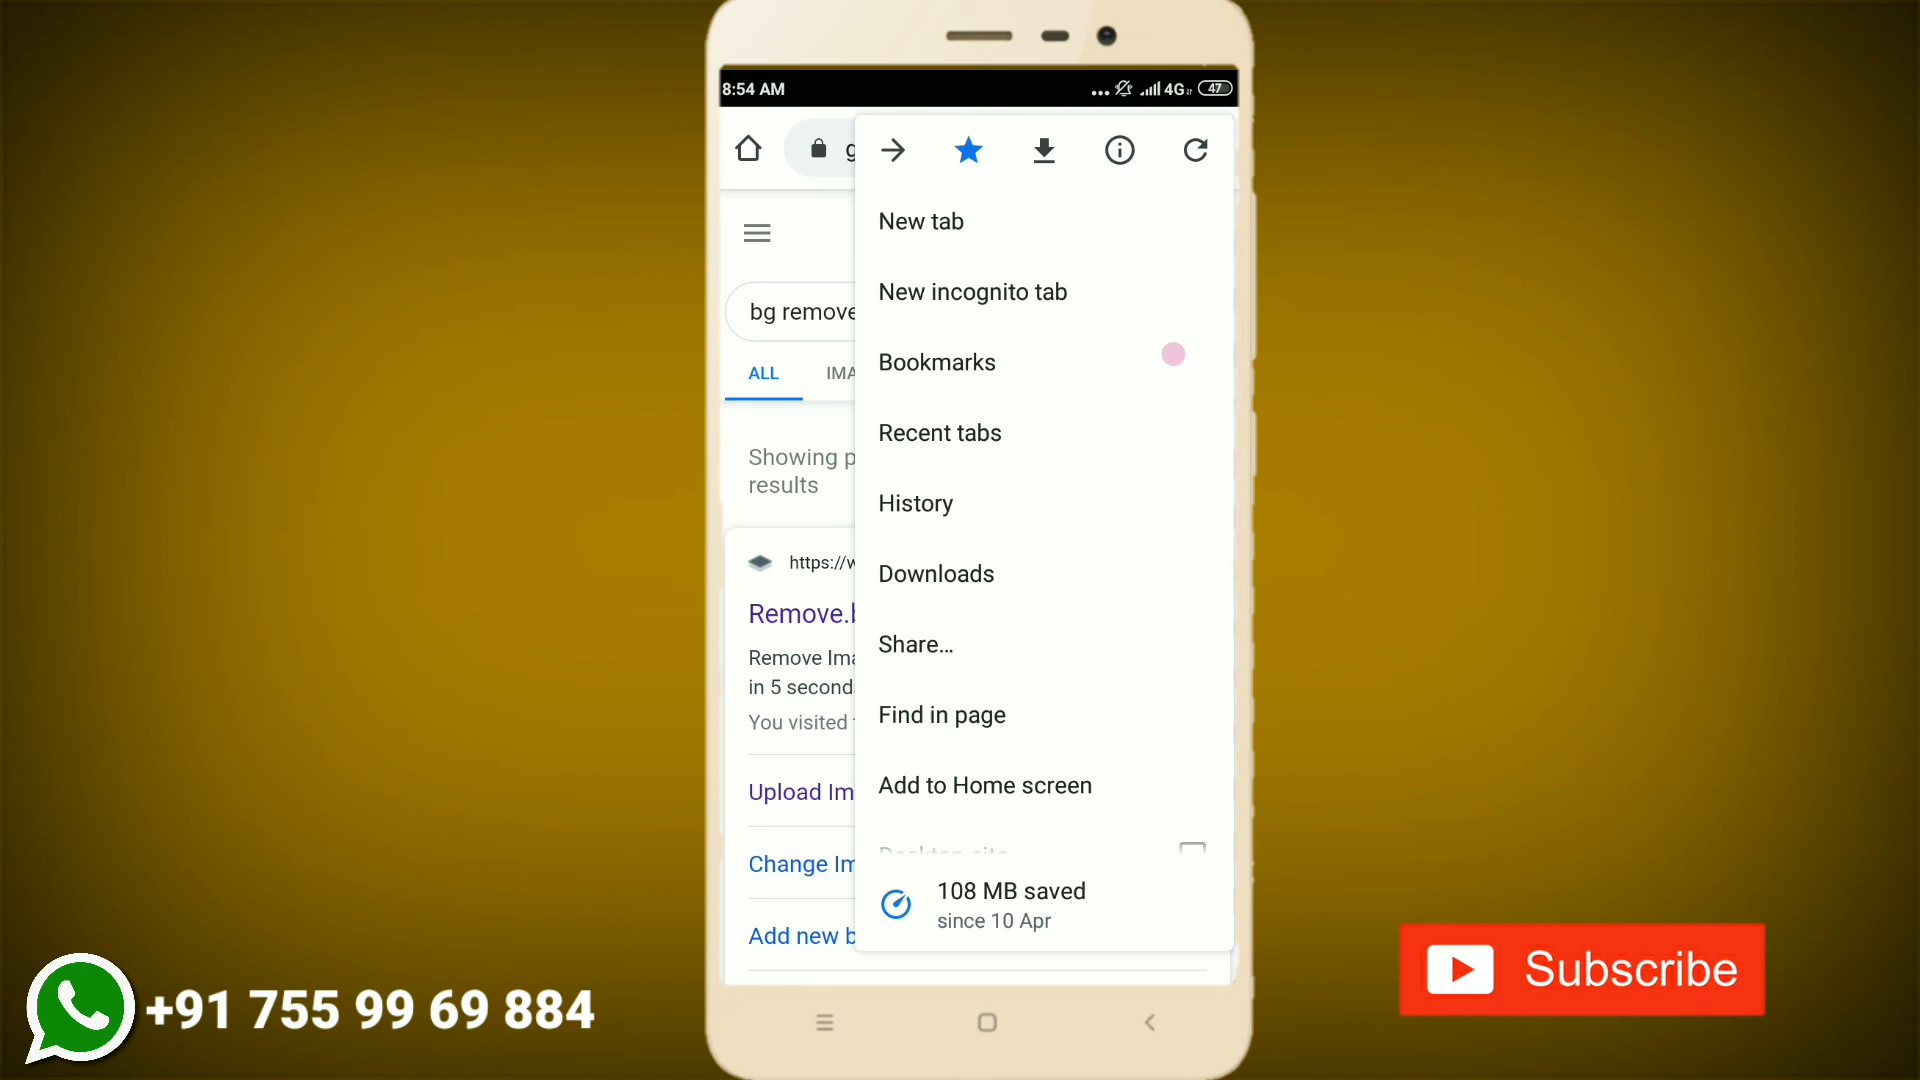 8:54 AM
4G
47
g
New tab
New incognito tab
bg remove
Bookmarks
ALL
IMA
Recent tabs
Showing p
results
History
https://w
Downloads
Remove.b
Share...
Remove Ima
in 5 second
You visited
Find in page
Upload Im
Add to Home screen
Change Im
Desktop site
108 MB saved
since 10 Apr
Add new b
+91 755 99 69 884
Subscribe